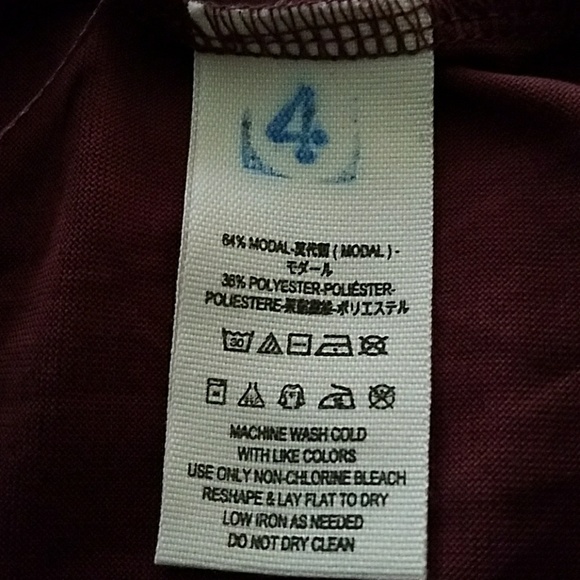 4
64% MODAL-莫代爾 ( MODAL ) -
モダール
36% POLYESTER-POLIÉSTER-
POLIESTERE-聚酯纖維-ポリエステル
30
MACHINE WASH COLD
WITH LIKE COLORS
USE ONLY NON-CHLORINE BLEACH
RESHAPE & LAY FLAT TO DRY
LOW IRON AS NEEDED
DO NOT DRY CLEAN